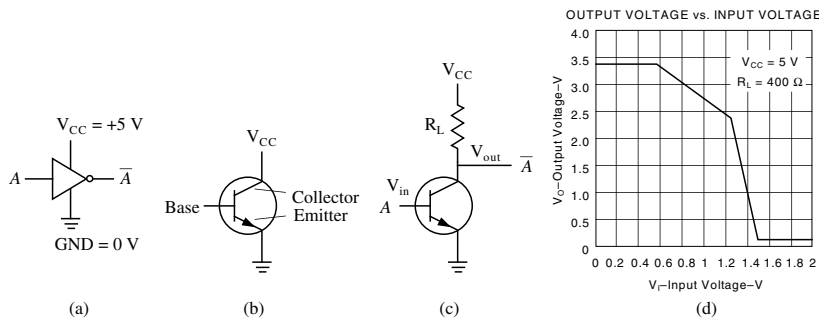 V_CC = +5 V
A
A̅
GND = 0 V
(a)
V_CC
Base
Collector
Emitter
(b)
V_CC
R_L
V_out
A̅
V_in
A
(c)
OUTPUT VOLTAGE vs. INPUT VOLTAGE
V_CC = 5 V
R_L = 400 Ω
V_O–Output Voltage–V
4.0
3.5
3.0
2.5
2.0
1.5
1.0
0.5
0
0 0.2 0.4 0.6 0.8 1 1.2 1.4 1.6 1.8 2
V_I–Input Voltage–V
(d)